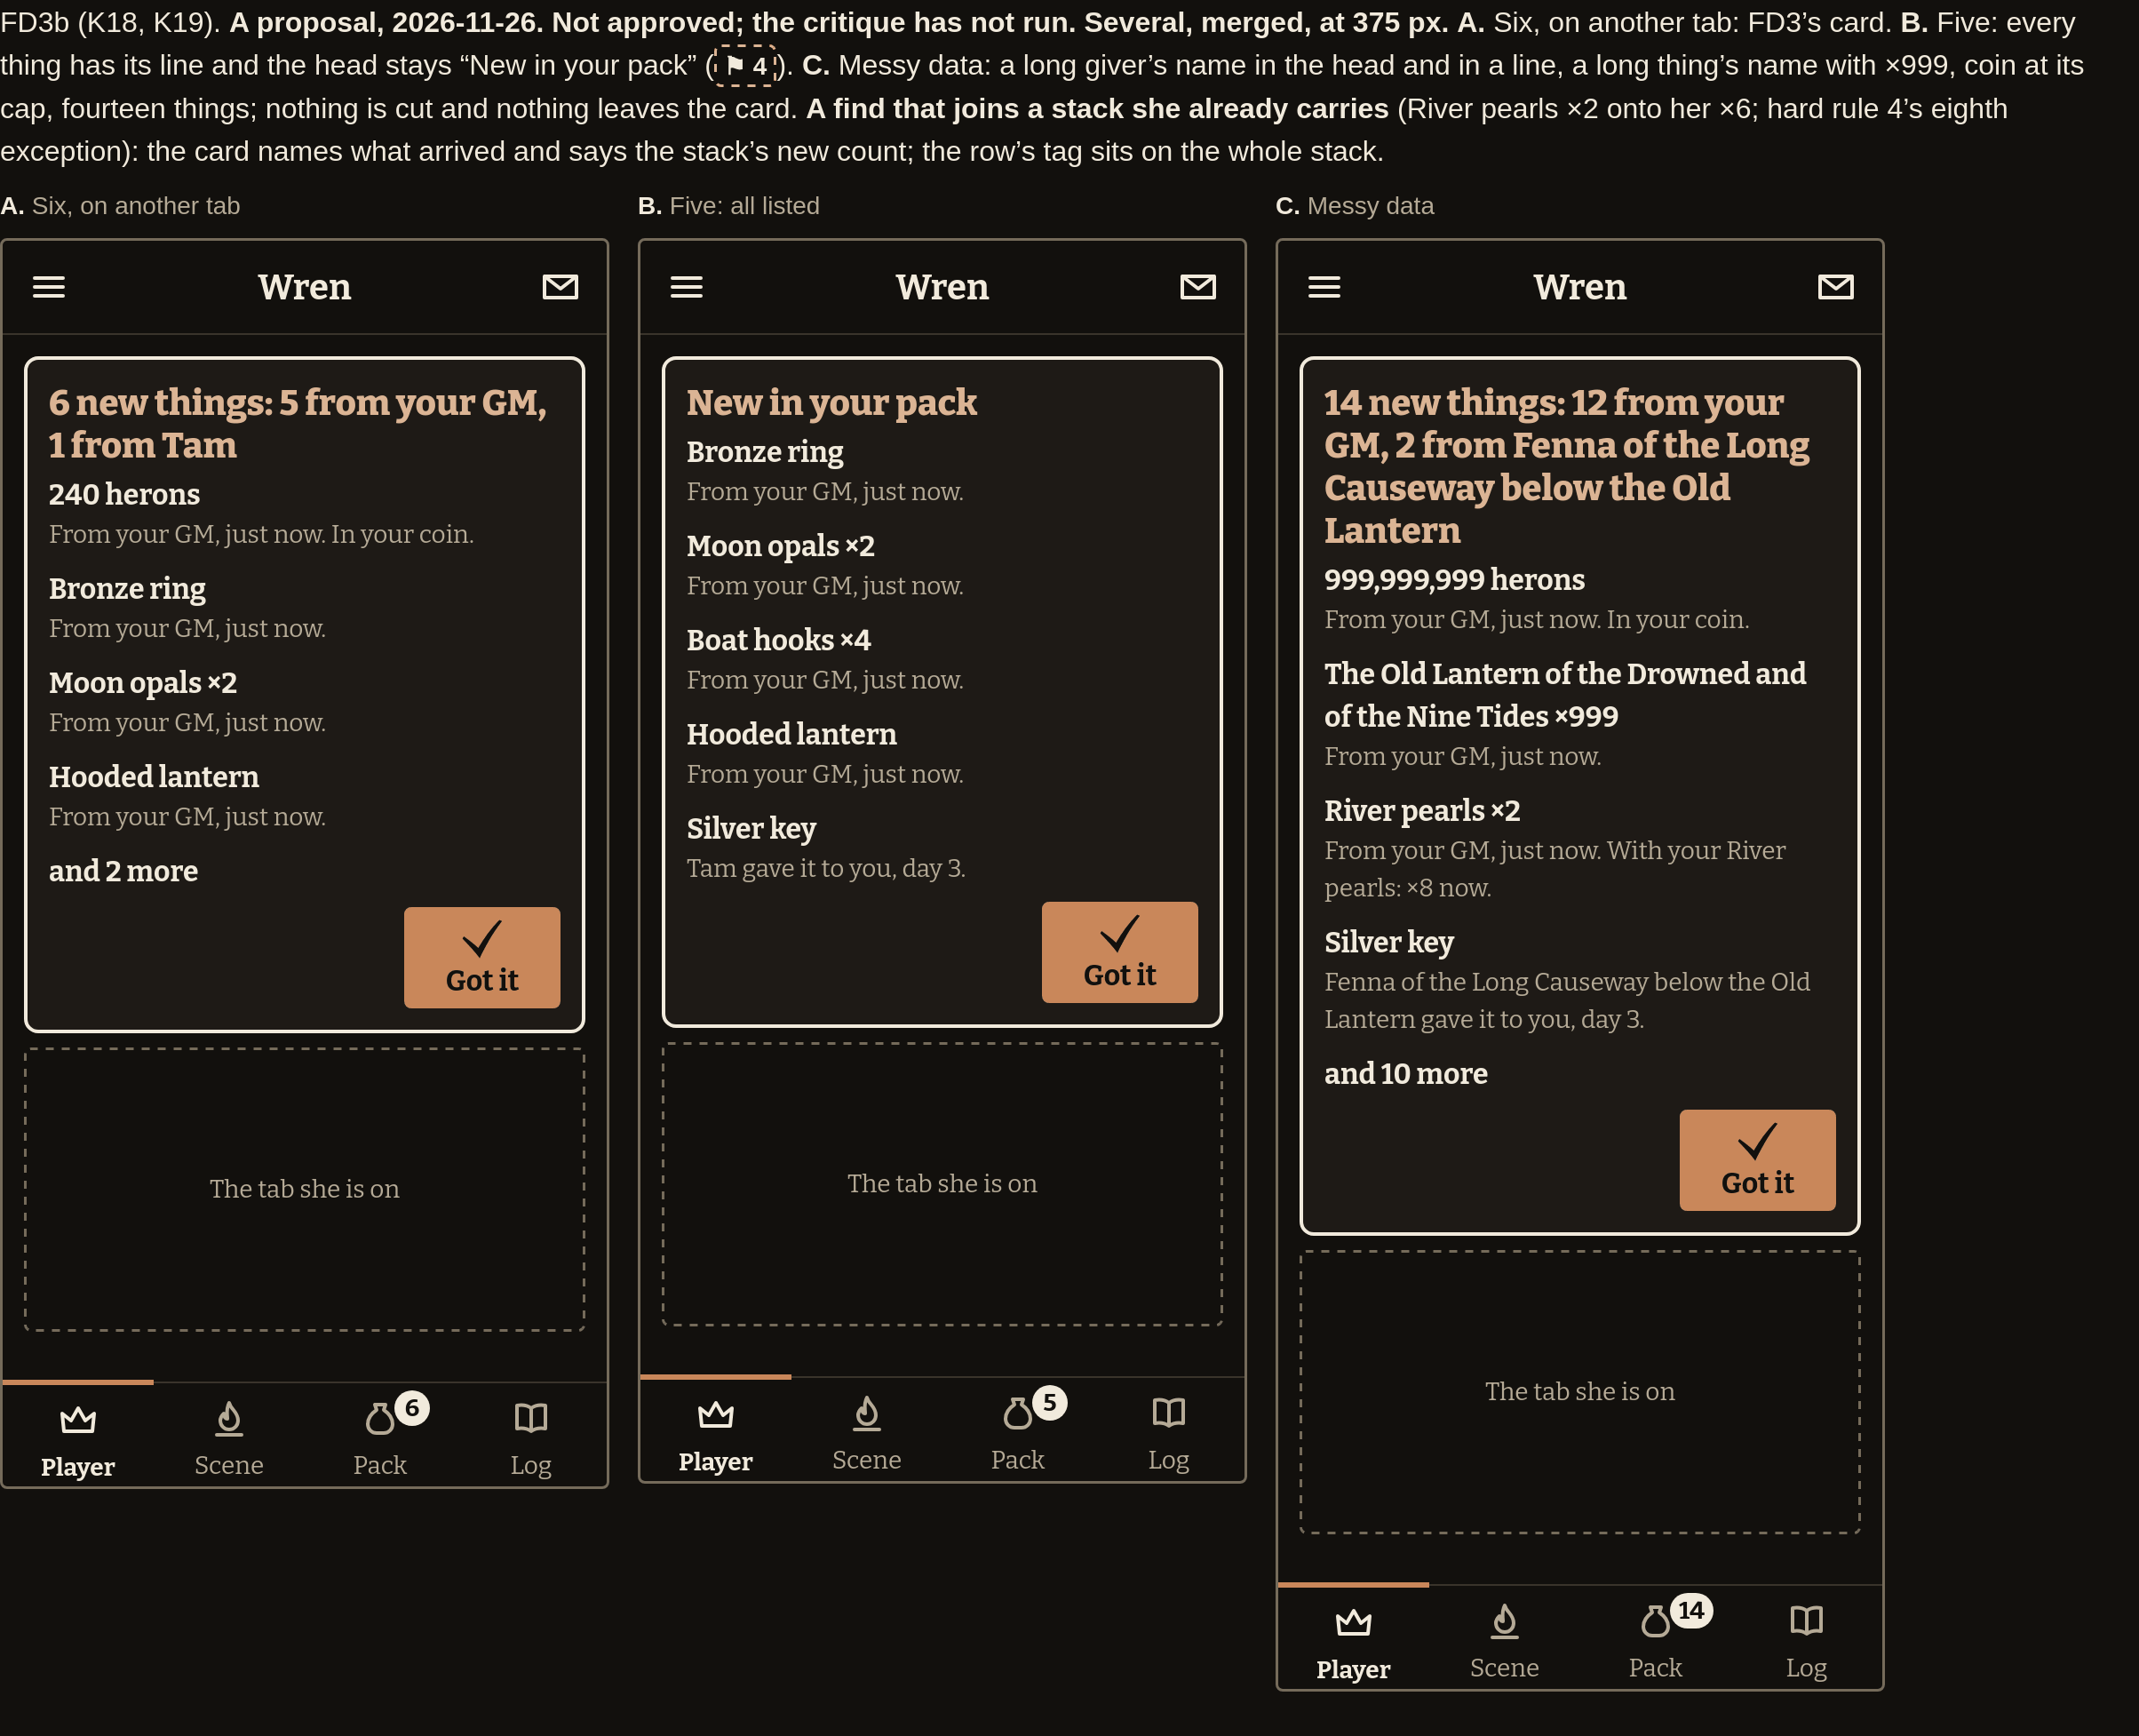 FD3b (K18, K19). A proposal, 2026-11-26. Not approved; the critique has not run. Several, merged, at 375 px. A. Six, on another tab: FD3’s card. B. Five: every
thing has its line and the head stays “New in your pack” (⚑ 4). C. Messy data: a long giver’s name in the head and in a line, a long thing’s name with ×999, coin at its
cap, fourteen things; nothing is cut and nothing leaves the card. A find that joins a stack she already carries (River pearls ×2 onto her ×6; hard rule 4’s eighth
exception): the card names what arrived and says the stack’s new count; the row’s tag sits on the whole stack.
A. Six, on another tab
Wren
6 new things: 5 from your GM,
1 from Tam
240 herons
From your GM, just now. In your coin.
Bronze ring
From your GM, just now.
Moon opals ×2
From your GM, just now.
Hooded lantern
From your GM, just now.
and 2 more
Got it
The tab she is on
6
Player
Scene
Pack
Log
B. Five: all listed
Wren
New in your pack
Bronze ring
From your GM, just now.
Moon opals ×2
From your GM, just now.
Boat hooks ×4
From your GM, just now.
Hooded lantern
From your GM, just now.
Silver key
Tam gave it to you, day 3.
Got it
The tab she is on
5
Player
Scene
Pack
Log
C. Messy data
Wren
14 new things: 12 from your
GM, 2 from Fenna of the Long
Causeway below the Old
Lantern
999,999,999 herons
From your GM, just now. In your coin.
The Old Lantern of the Drowned and
of the Nine Tides ×999
From your GM, just now.
River pearls ×2
From your GM, just now. With your River
pearls: ×8 now.
Silver key
Fenna of the Long Causeway below the Old
Lantern gave it to you, day 3.
and 10 more
Got it
The tab she is on
14
Player
Scene
Pack
Log